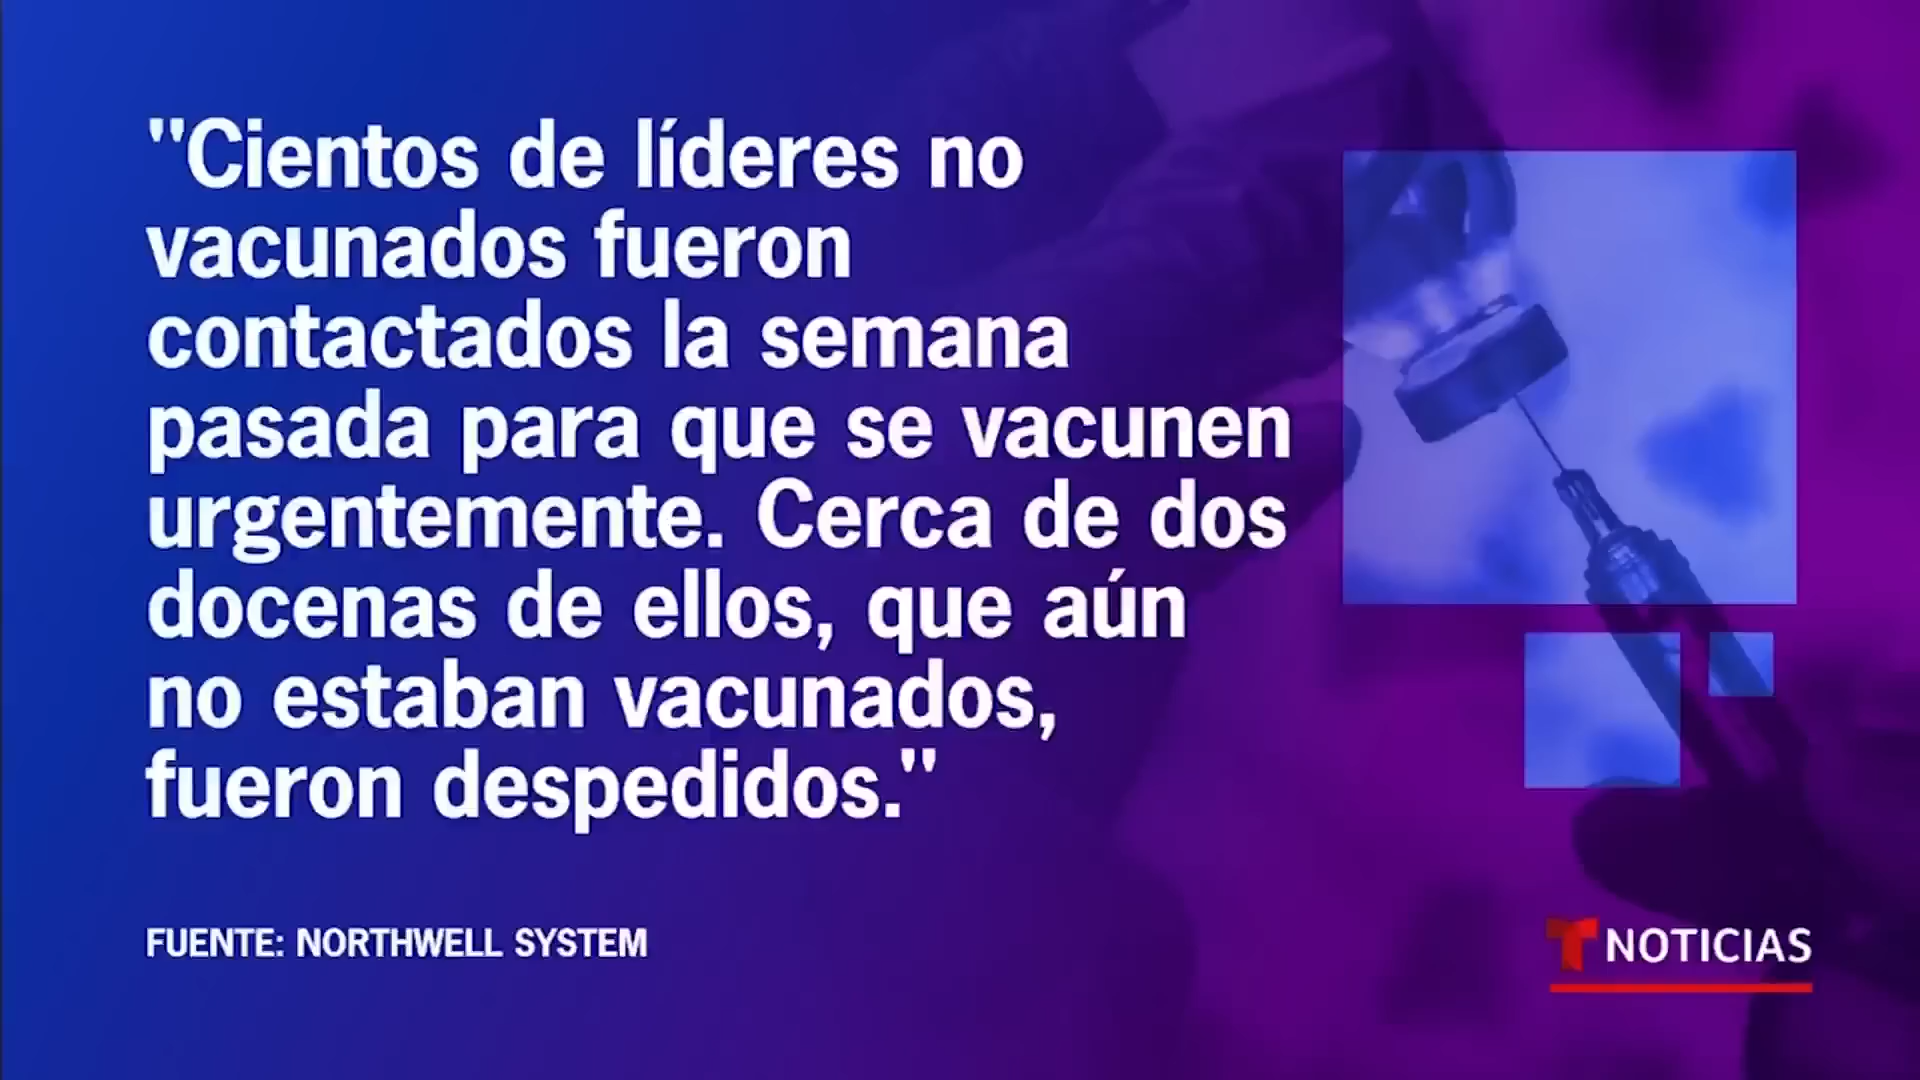 "Cientos de líderes no
vacunados fueron
contactados la semana
pasada para que se vacunen
urgentemente. Cerca de dos
docenas de ellos, que aún
no estaban vacunados,
fueron despedidos."
FUENTE: NORTHWELL SYSTEM
NOTICIAS